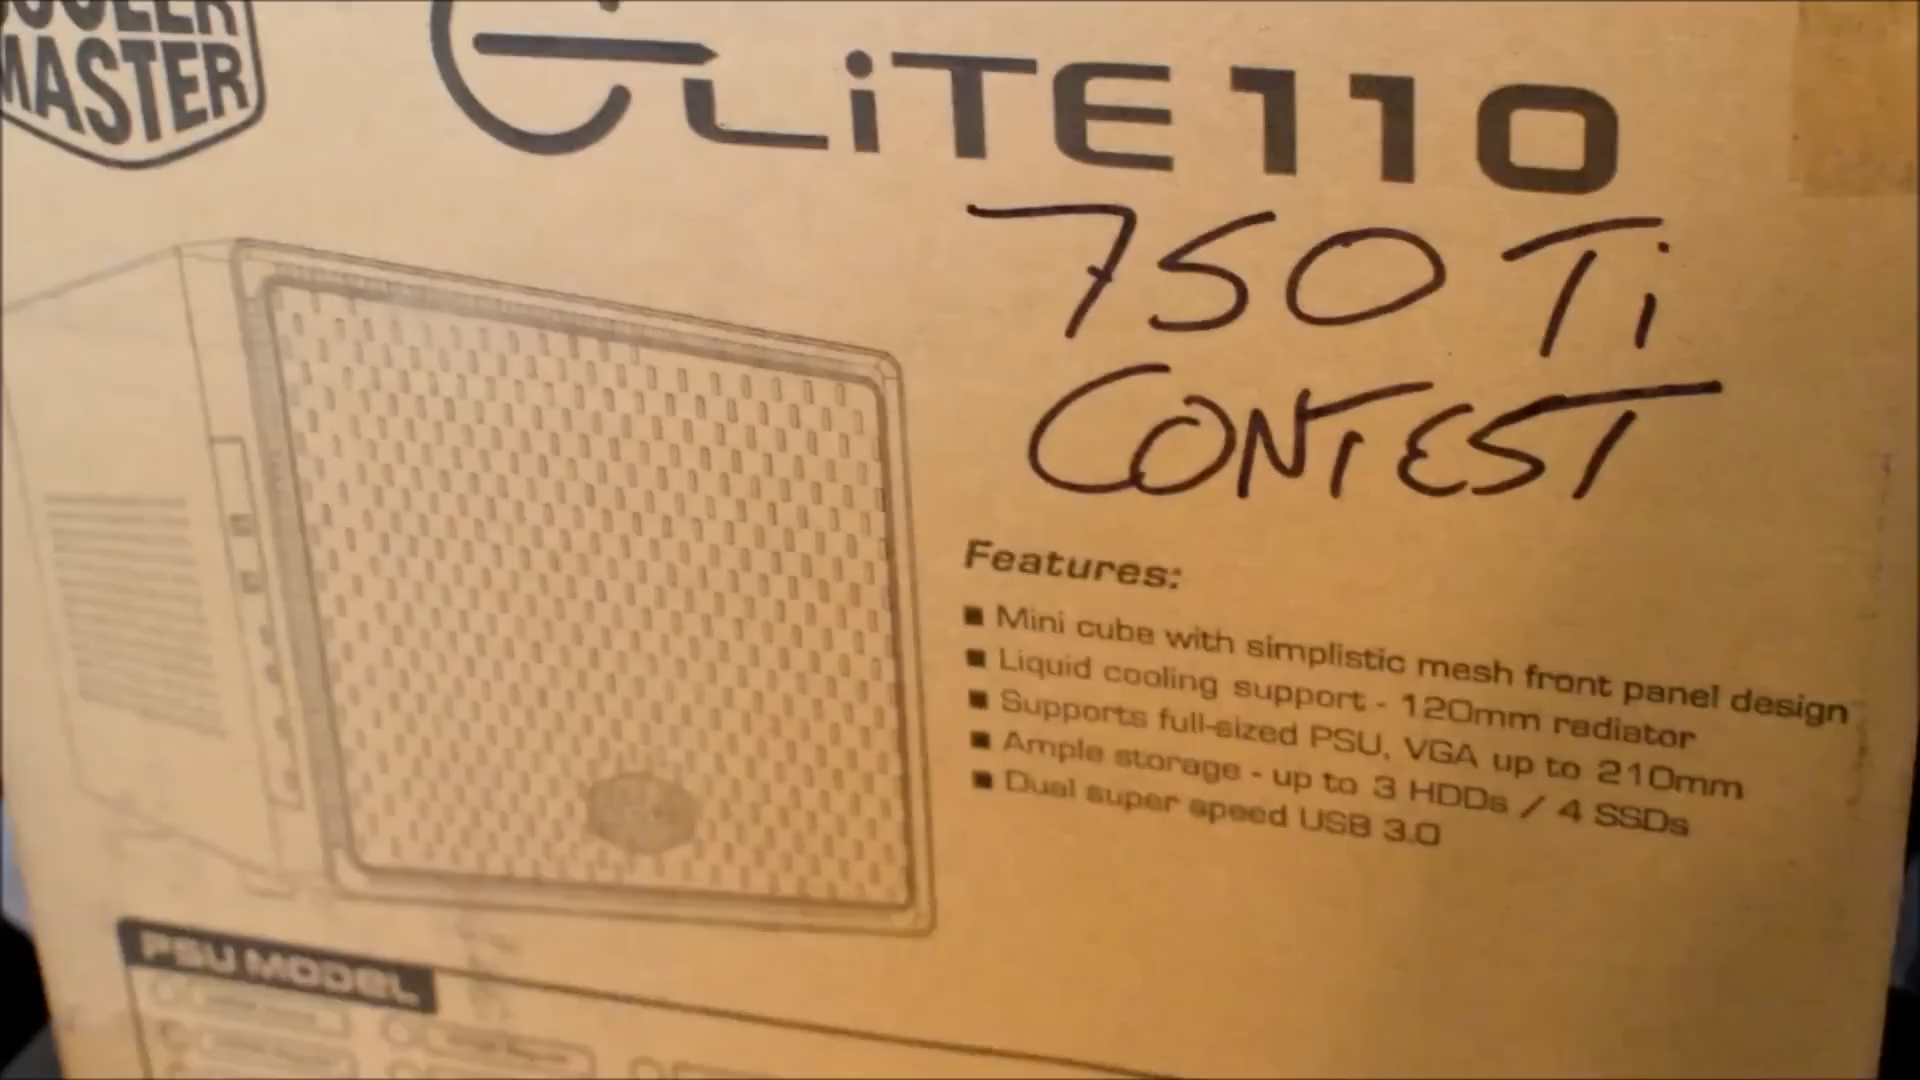 COOLER
MASTER
ELiTE 110
750 Ti
CONTEST
Features:
■ Mini cube with simplistic mesh front panel design
■ Liquid cooling support - 120mm radiator
■ Supports full-sized PSU, VGA up to 210mm
■ Ample storage - up to 3 HDDs / 4 SSDs
■ Dual super speed USB 3.0
PSU MODEL